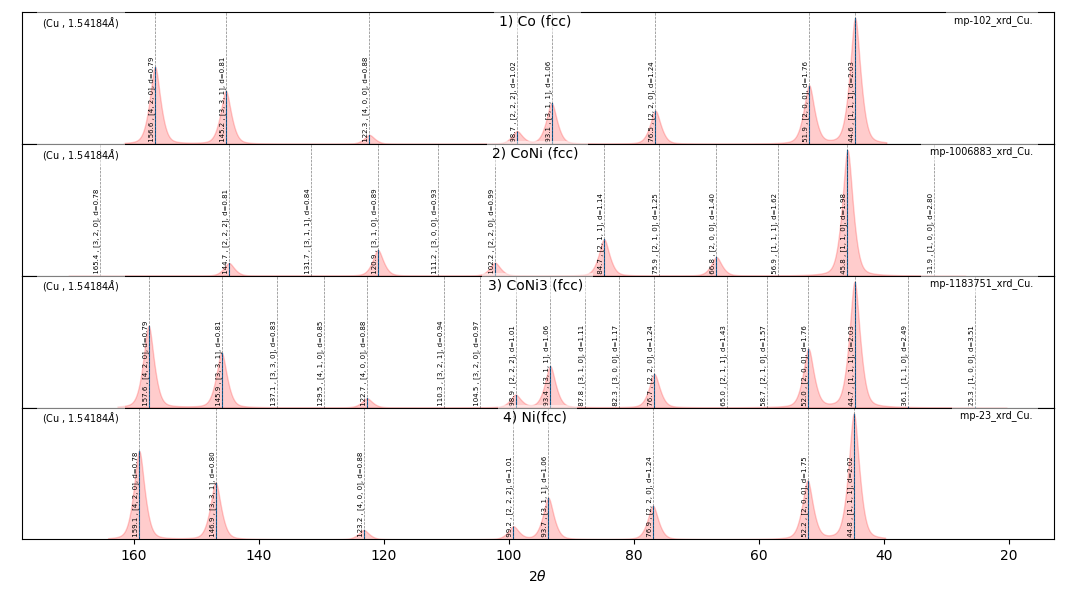 1) Co (fcc)
(Cu , 1.54184Å)
mp-102_xrd_Cu.
156.6 , [4, 2, 0], d=0.79
145.2 , [3, 3, 1], d=0.81
122.3 , [4, 0, 0], d=0.88
98.7 , [2, 2, 2], d=1.02
93.1 , [3, 1, 1], d=1.06
76.5 , [2, 2, 0], d=1.24
51.9 , [2, 0, 0], d=1.76
44.6 , [1, 1, 1], d=2.03
2) CoNi (fcc)
(Cu , 1.54184Å)
mp-1006883_xrd_Cu.
165.4 , [3, 2, 0], d=0.78
144.7 , [2, 2, 2], d=0.81
131.7 , [3, 1, 1], d=0.84
120.9 , [3, 1, 0], d=0.89
111.2 , [3, 0, 0], d=0.93
102.2 , [2, 2, 0], d=0.99
84.7 , [2, 1, 1], d=1.14
75.9 , [2, 1, 0], d=1.25
66.8 , [2, 0, 0], d=1.40
56.9 , [1, 1, 1], d=1.62
45.8 , [1, 1, 0], d=1.98
31.9 , [1, 0, 0], d=2.80
3) CoNi3 (fcc)
(Cu , 1.54184Å)
mp-1183751_xrd_Cu.
157.6 , [4, 2, 0], d=0.79
145.9 , [3, 3, 1], d=0.81
137.1 , [3, 3, 0], d=0.83
129.5 , [4, 1, 0], d=0.85
122.7 , [4, 0, 0], d=0.88
110.3 , [3, 2, 1], d=0.94
104.5 , [3, 2, 0], d=0.97
98.9 , [2, 2, 2], d=1.01
93.4 , [3, 1, 1], d=1.06
87.8 , [3, 1, 0], d=1.11
82.3 , [3, 0, 0], d=1.17
76.7 , [2, 2, 0], d=1.24
65.0 , [2, 1, 1], d=1.43
58.7 , [2, 1, 0], d=1.57
52.0 , [2, 0, 0], d=1.76
44.7 , [1, 1, 1], d=2.03
36.1 , [1, 1, 0], d=2.49
25.3 , [1, 0, 0], d=3.51
4) Ni(fcc)
(Cu , 1.54184Å)
mp-23_xrd_Cu.
159.1 , [4, 2, 0], d=0.78
146.9 , [3, 3, 1], d=0.80
123.2 , [4, 0, 0], d=0.88
99.2 , [2, 2, 2], d=1.01
93.7 , [3, 1, 1], d=1.06
76.9 , [2, 2, 0], d=1.24
52.2 , [2, 0, 0], d=1.75
44.8 , [1, 1, 1], d=2.02
160 140 120 100 80 60 40 20
2θ